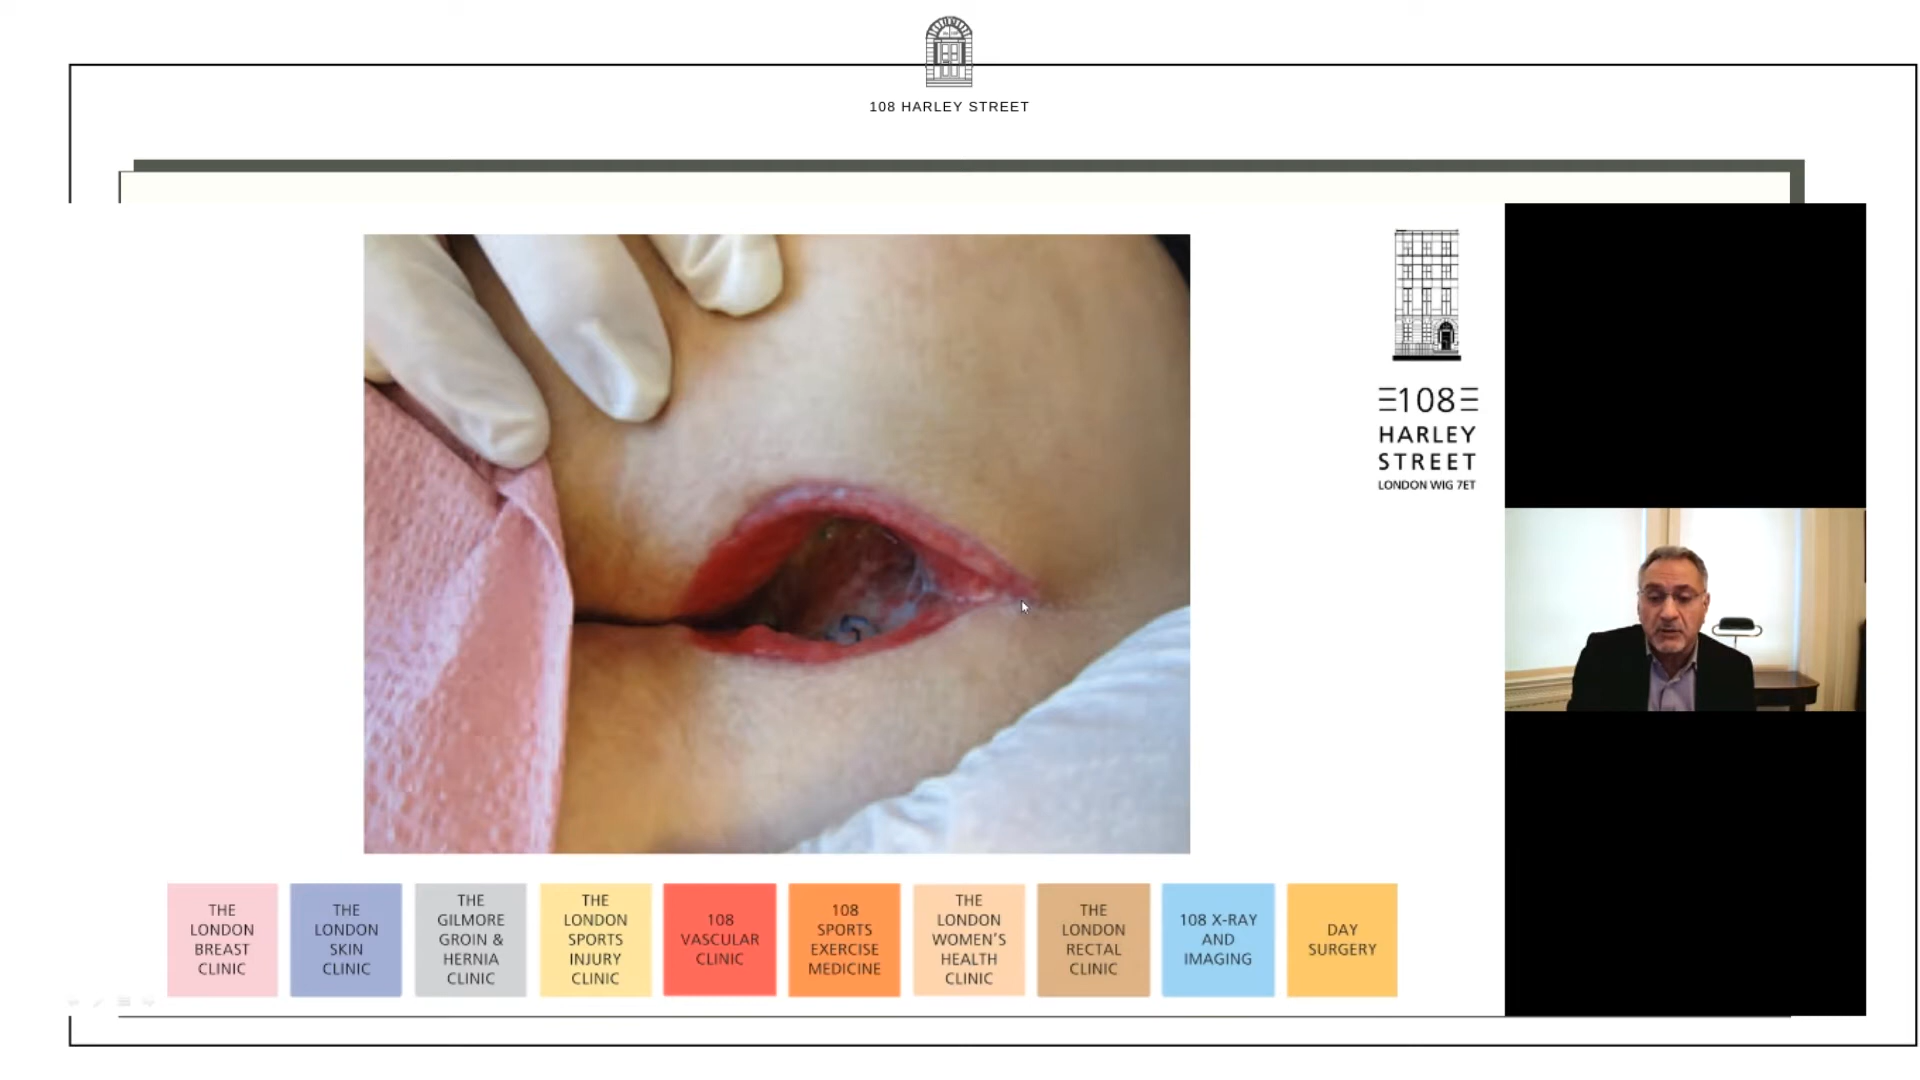 108 HARLEY STREET
108
HARLEY
STREET
LONDON WIG 7ET
THE
LONDON
BREAST
CLINIC
THE
LONDON
SKIN
CLINIC
THE
GILMORE
GROIN &
HERNIA
CLINIC
THE
LONDON
SPORTS
INJURY
CLINIC
108
VASCULAR
CLINIC
108
SPORTS
EXERCISE
MEDICINE
THE
LONDON
WOMEN'S
HEALTH
CLINIC
THE
LONDON
RECTAL
CLINIC
108 X-RAY
AND
IMAGING
DAY
SURGERY